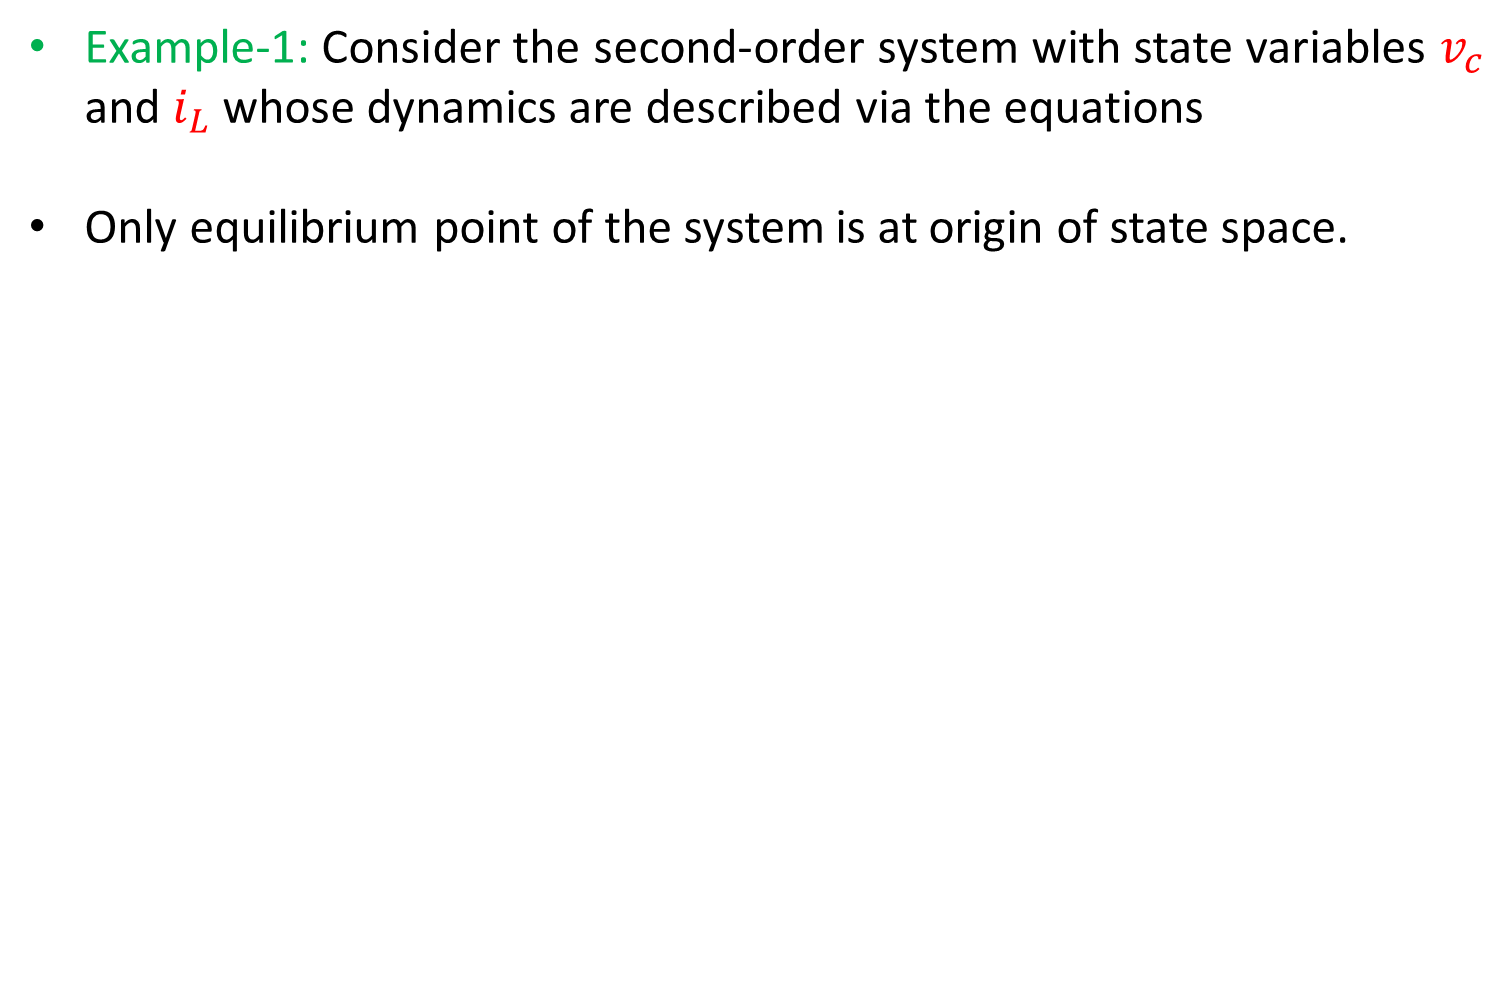 • Example-1: Consider the second-order system with state variables v_c
and i_L whose dynamics are described via the equations
• Only equilibrium point of the system is at origin of state space.